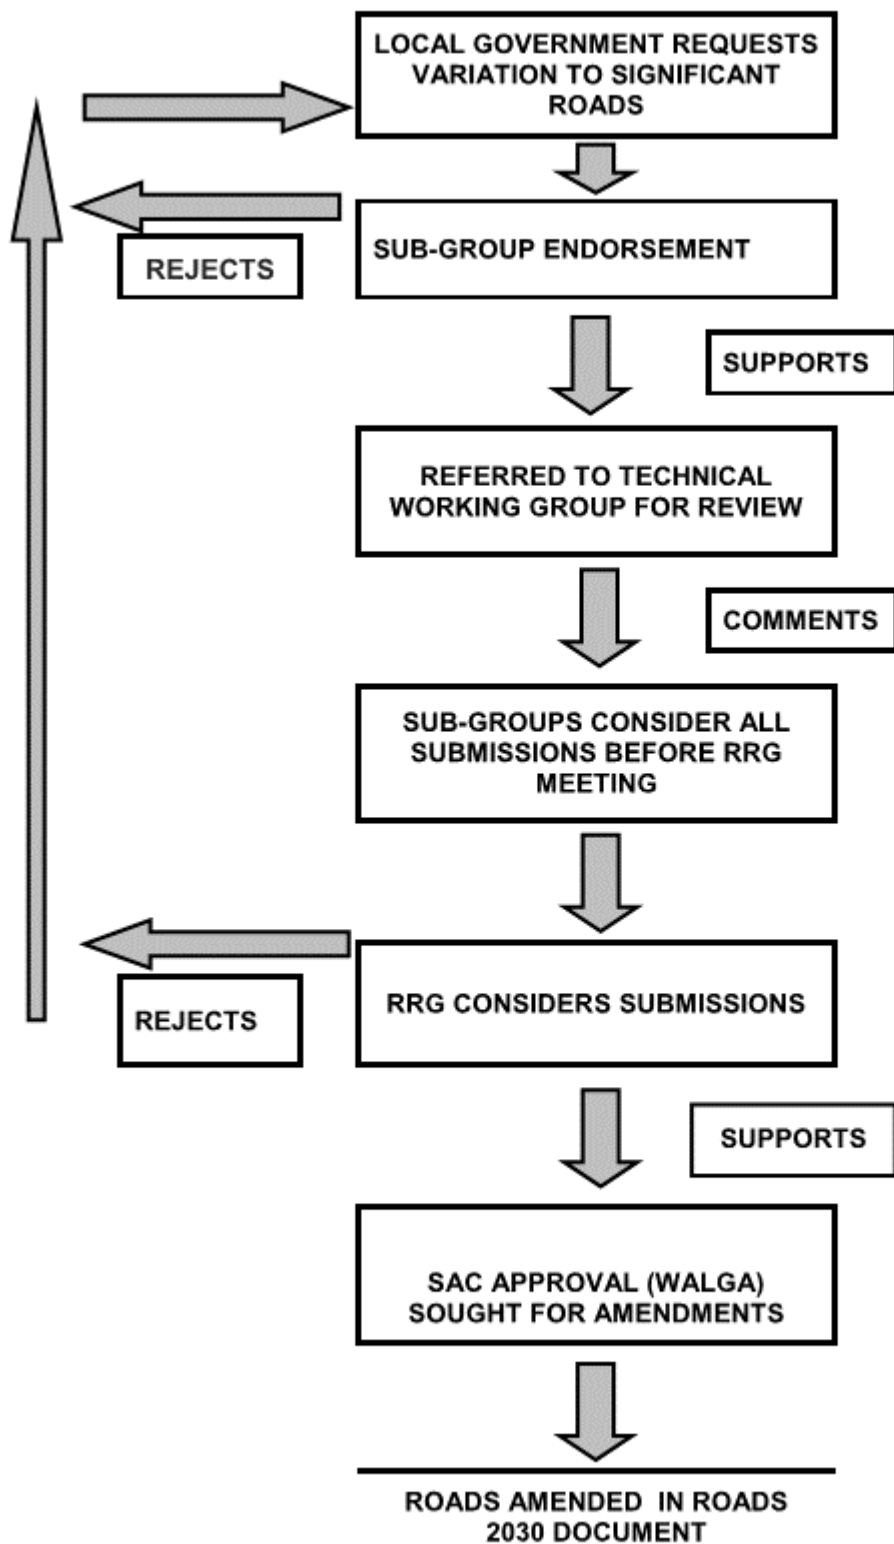 LOCAL GOVERNMENT REQUESTS
VARIATION TO SIGNIFICANT
ROADS
SUB-GROUP ENDORSEMENT
REJECTS
SUPPORTS
REFERRED TO TECHNICAL
WORKING GROUP FOR REVIEW
COMMENTS
SUB-GROUPS CONSIDER ALL
SUBMISSIONS BEFORE RRG
MEETING
RRG CONSIDERS SUBMISSIONS
REJECTS
SUPPORTS
SAC APPROVAL (WALGA)
SOUGHT FOR AMENDMENTS
ROADS AMENDED IN ROADS
2030 DOCUMENT